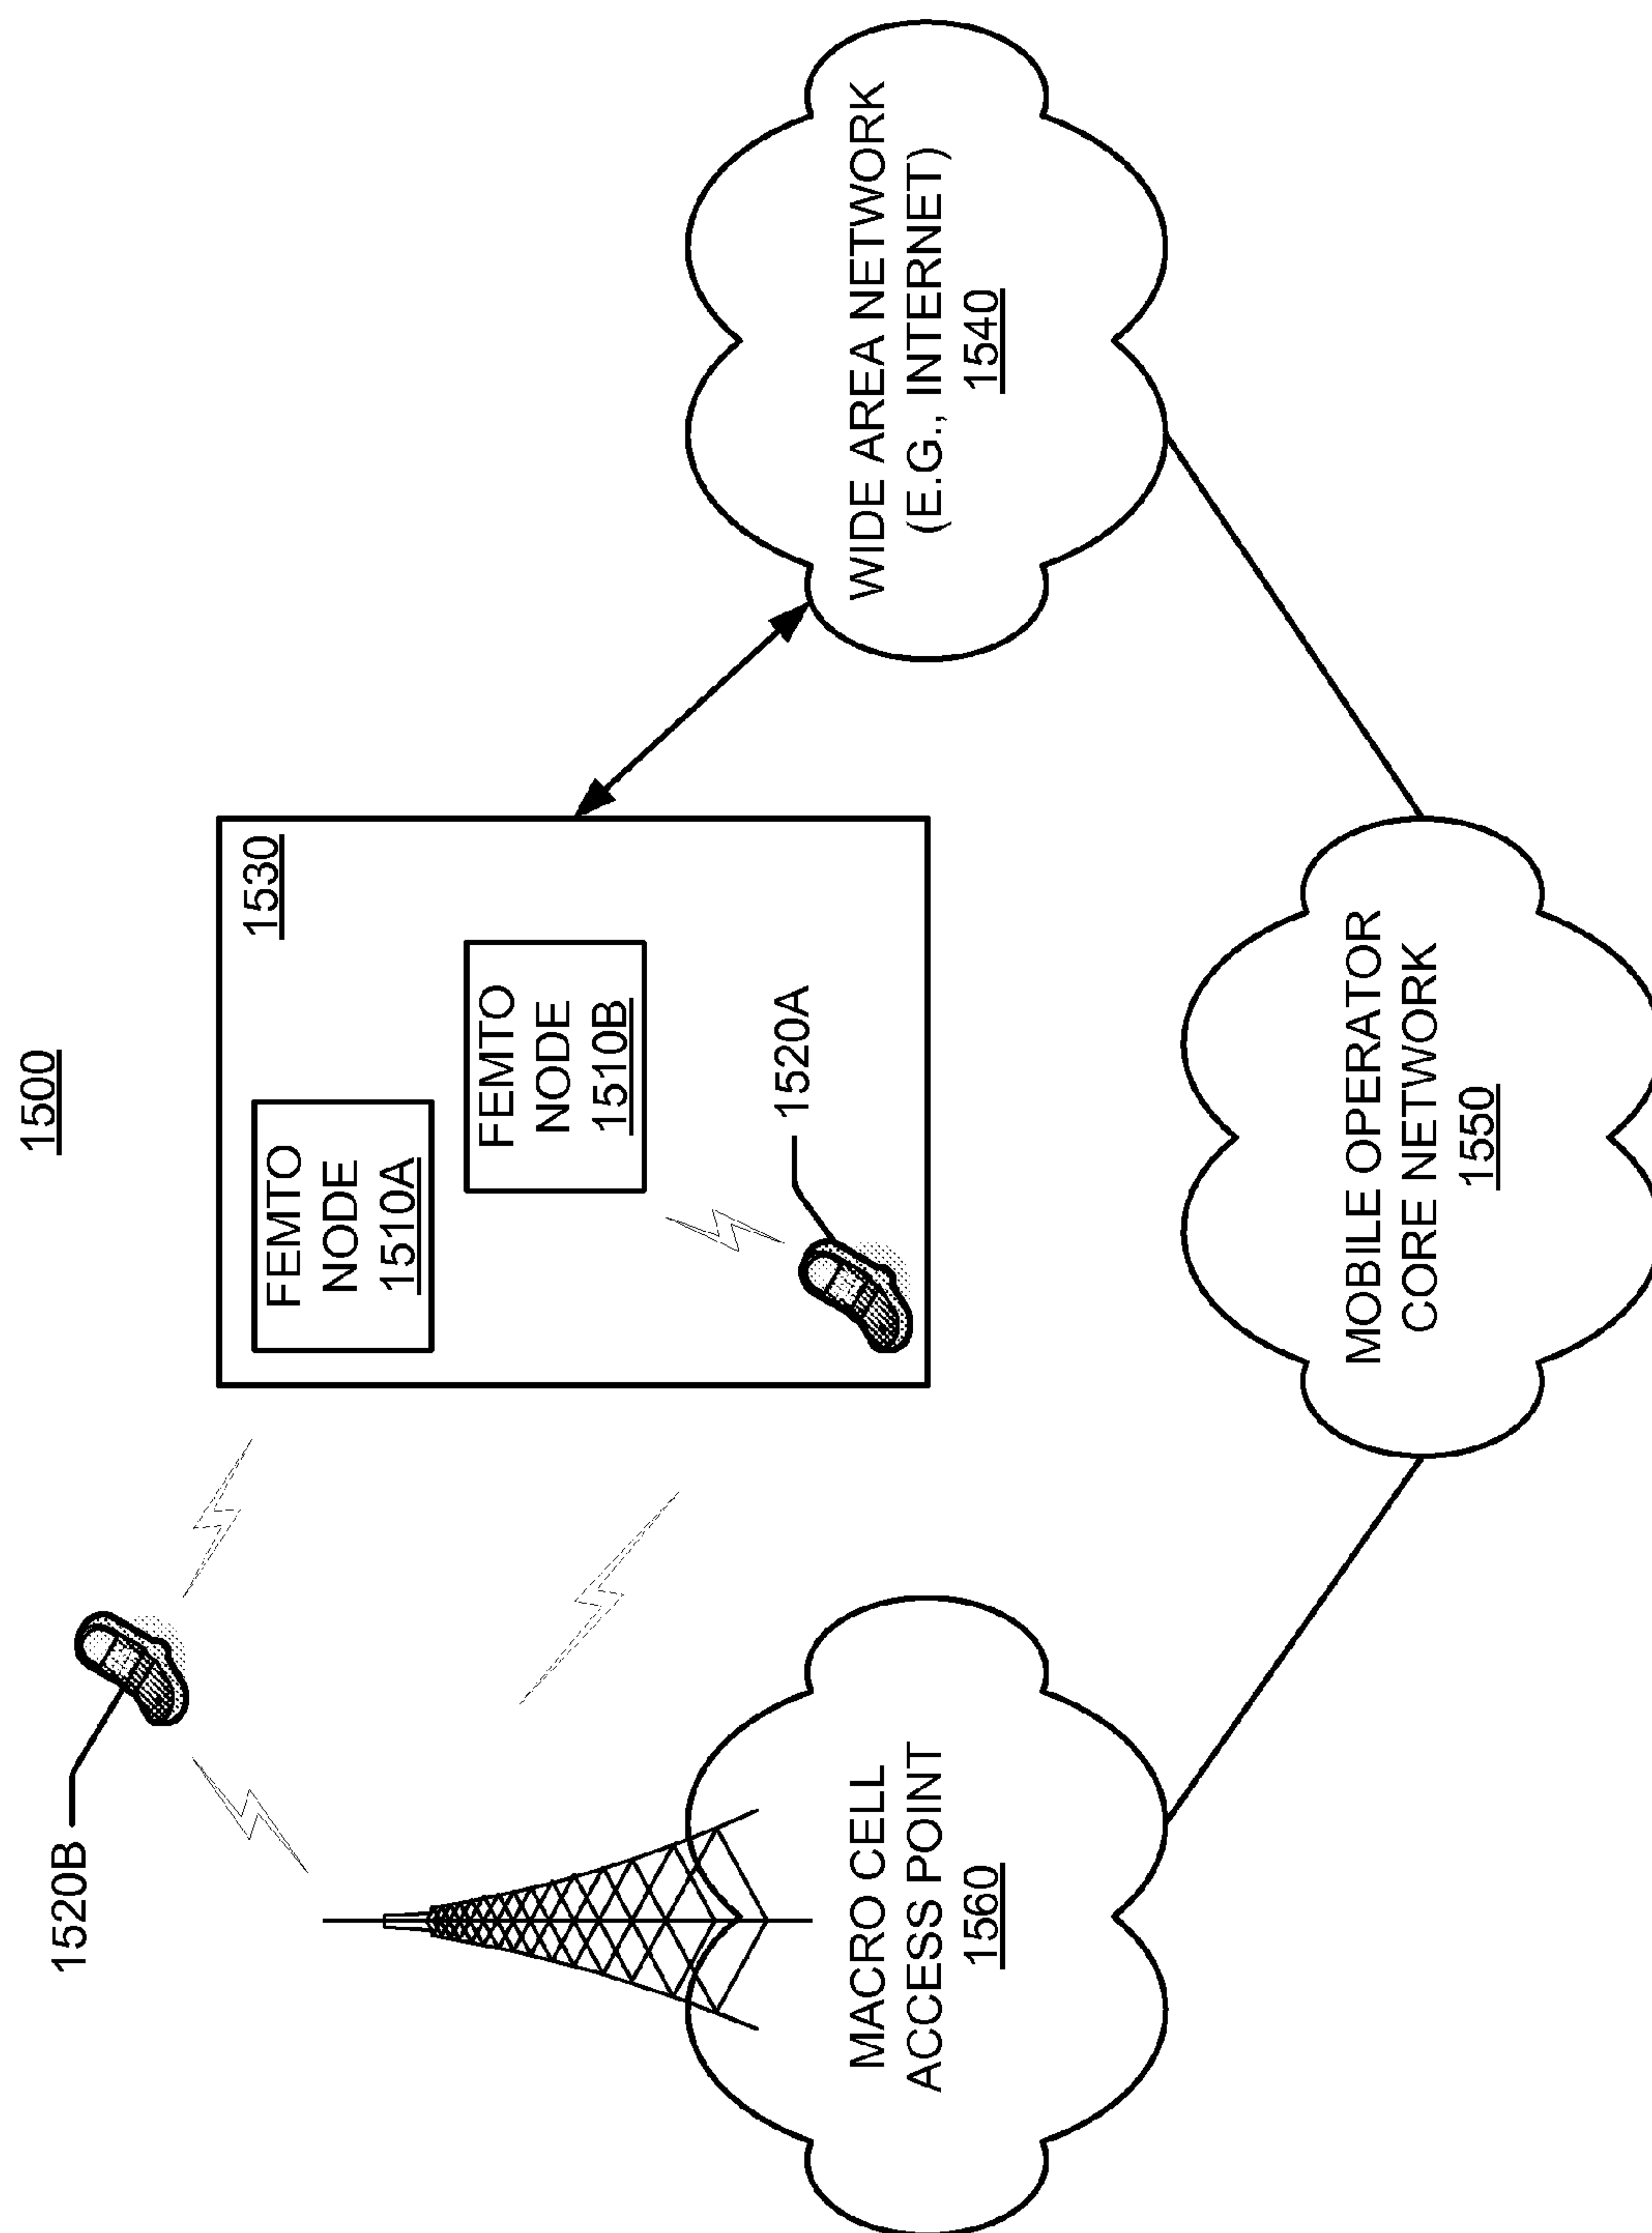 1500
1520B
1530
FEMTO
NODE
1510A
FEMTO
NODE
1510B
1520A
MACRO CELL
ACCESS POINT
1560
WIDE AREA NETWORK
(E.G., INTERNET)
1540
MOBILE OPERATOR
CORE NETWORK
1550